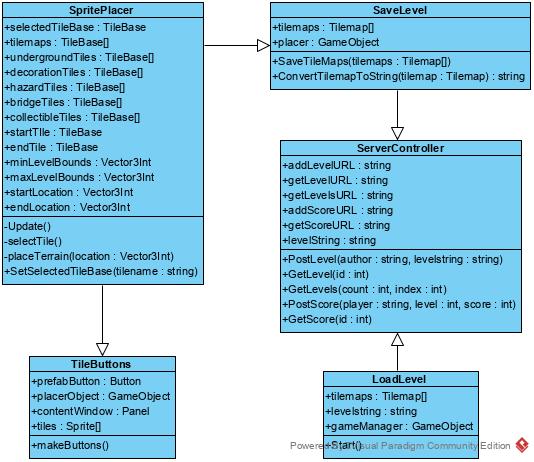 SpritePlacer
+selectedTileBase : TileBase
+tilemaps : TileBase[]
+undergroundTiles : TileBase[]
+decorationTiles : TileBase[]
+hazardTiles : TileBase[]
+bridgeTiles : TileBase[]
+collectibleTiles : TileBase[]
+startTIle : TileBase
+endTile : TileBase
+minLevelBounds : Vector3Int
+maxLevelBounds : Vector3Int
+startLocation : Vector3Int
+endLocation : Vector3Int
-Update()
-selectTile()
-placeTerrain(location : Vector3Int)
+SetSelectedTileBase(tilename : string)
SaveLevel
+tilemaps : Tilemap[]
+placer : GameObject
+SaveTileMaps(tilemaps : Tilemap[])
+ConvertTilemapToString(tilemap : Tilemap) : string
ServerController
+addLevelURL : string
+getLevelURL : string
+getLevelsURL : string
+addScoreURL : string
+getScoreURL : string
+levelString : string
+PostLevel(author : string, levelstring : string)
+GetLevel(id : int)
+GetLevels(count : int, index : int)
+PostScore(player : string, level : int, score : int)
+GetScore(id : int)
TileButtons
+prefabButton : Button
+placerObject : GameObject
+contentWindow : Panel
+tiles : Sprite[]
+makeButtons()
LoadLevel
+tilemaps : Tilemap[]
+levelstring : string
+gameManager : GameObject
+Start()
Powered By Visual Paradigm Community Edition